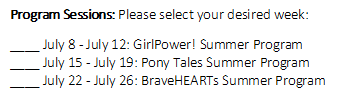 Program Sessions: Please select your desired week:
____ July 8 - July 12: GirlPower! Summer Program
____ July 15 - July 19: Pony Tales Summer Program
____ July 22 - July 26: BraveHEARTs Summer Program